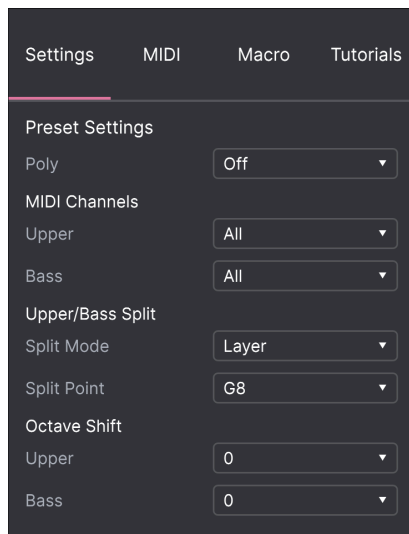 Settings MIDI Macro Tutorials
Preset Settings
Poly Off
MIDI Channels
Upper All
Bass All
Upper/Bass Split
Split Mode Layer
Split Point G8
Octave Shift
Upper 0
Bass 0